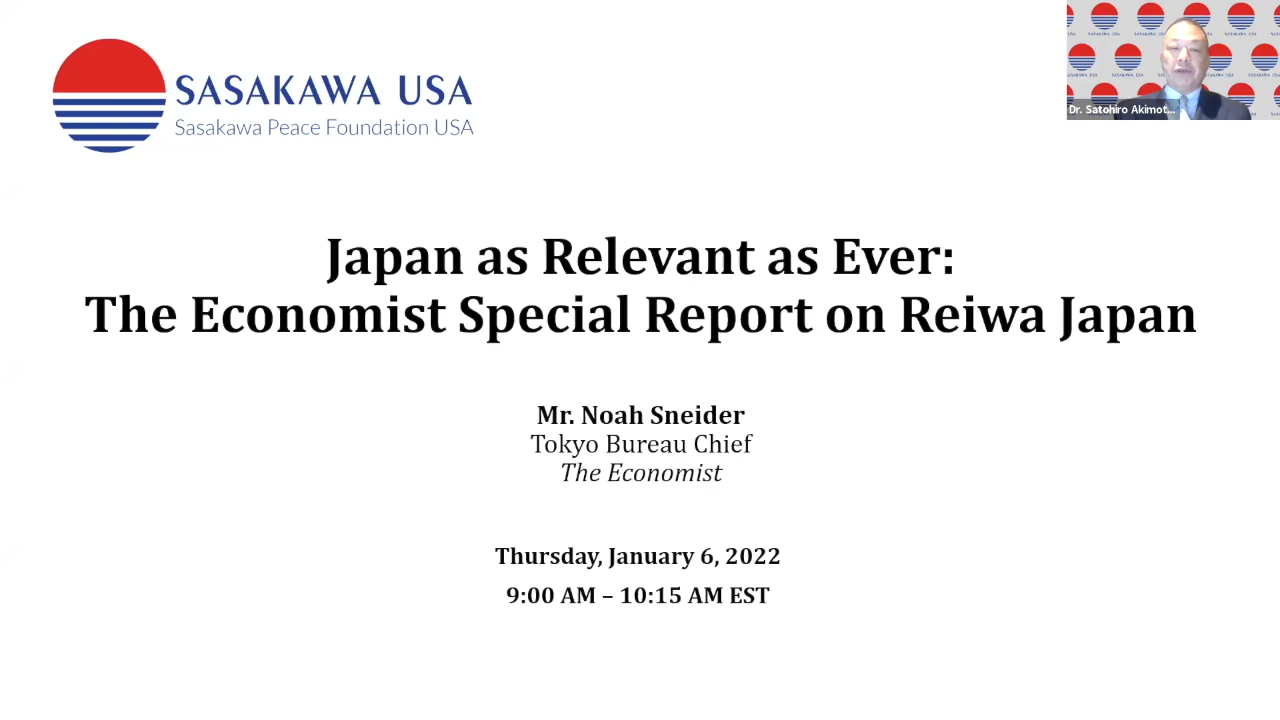 SASAKAWA USA
Sasakawa Peace Foundation USA
Dr. Satohiro Akimot...
Japan as Relevant as Ever:
The Economist Special Report on Reiwa Japan
Mr. Noah Sneider
Tokyo Bureau Chief
The Economist
Thursday, January 6, 2022
9:00 AM – 10:15 AM EST